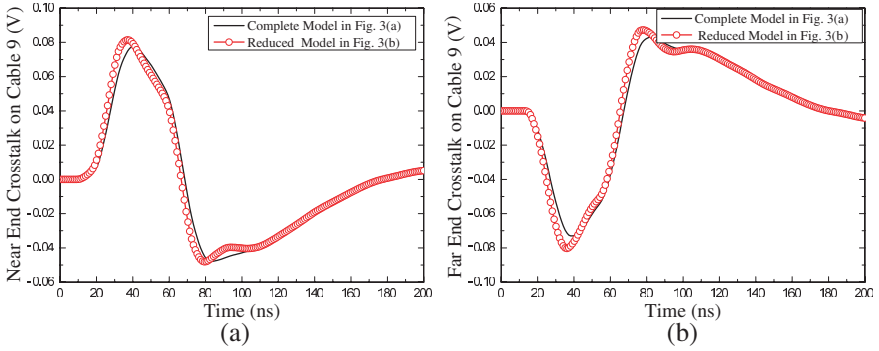 Near End Crosstalk on Cable 9 (V)
0.10
0.08
0.06
0.04
0.02
0.00
-0.02
-0.04
-0.06
Complete Model in Fig. 3(a)
Reduced Model in Fig. 3(b)
0 20 40 60 80 100 120 140 160 180 200
Time (ns)
(a)
Far End Crosstalk on Cable 9 (V)
0.06
0.04
0.02
0.00
-0.02
-0.04
-0.06
-0.08
-0.10
Complete Model in Fig. 3(a)
Reduced Model in Fig. 3(b)
0 20 40 60 80 100 120 140 160 180 200
Time (ns)
(b)